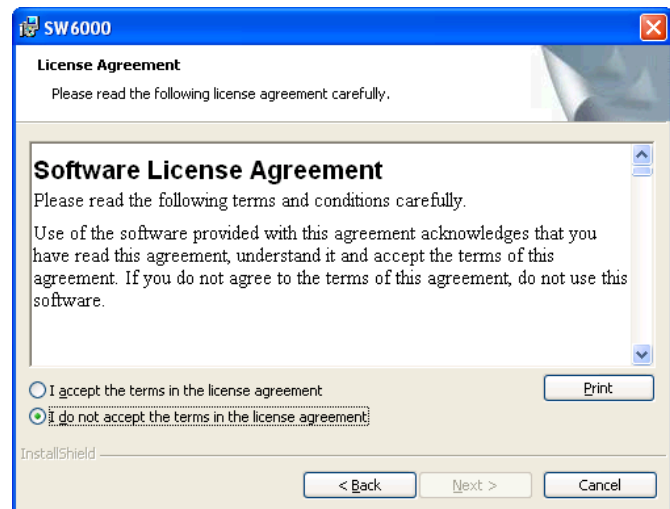 SW6000
License Agreement
Please read the following license agreement carefully.
Software License Agreement
Please read the following terms and conditions carefully.
Use of the software provided with this agreement acknowledges that you
have read this agreement, understand it and accept the terms of this
agreement. If you do not agree to the terms of this agreement, do not use this
software.
I accept the terms in the license agreement
Print
I do not accept the terms in the license agreement
InstallShield
< Back
Next >
Cancel